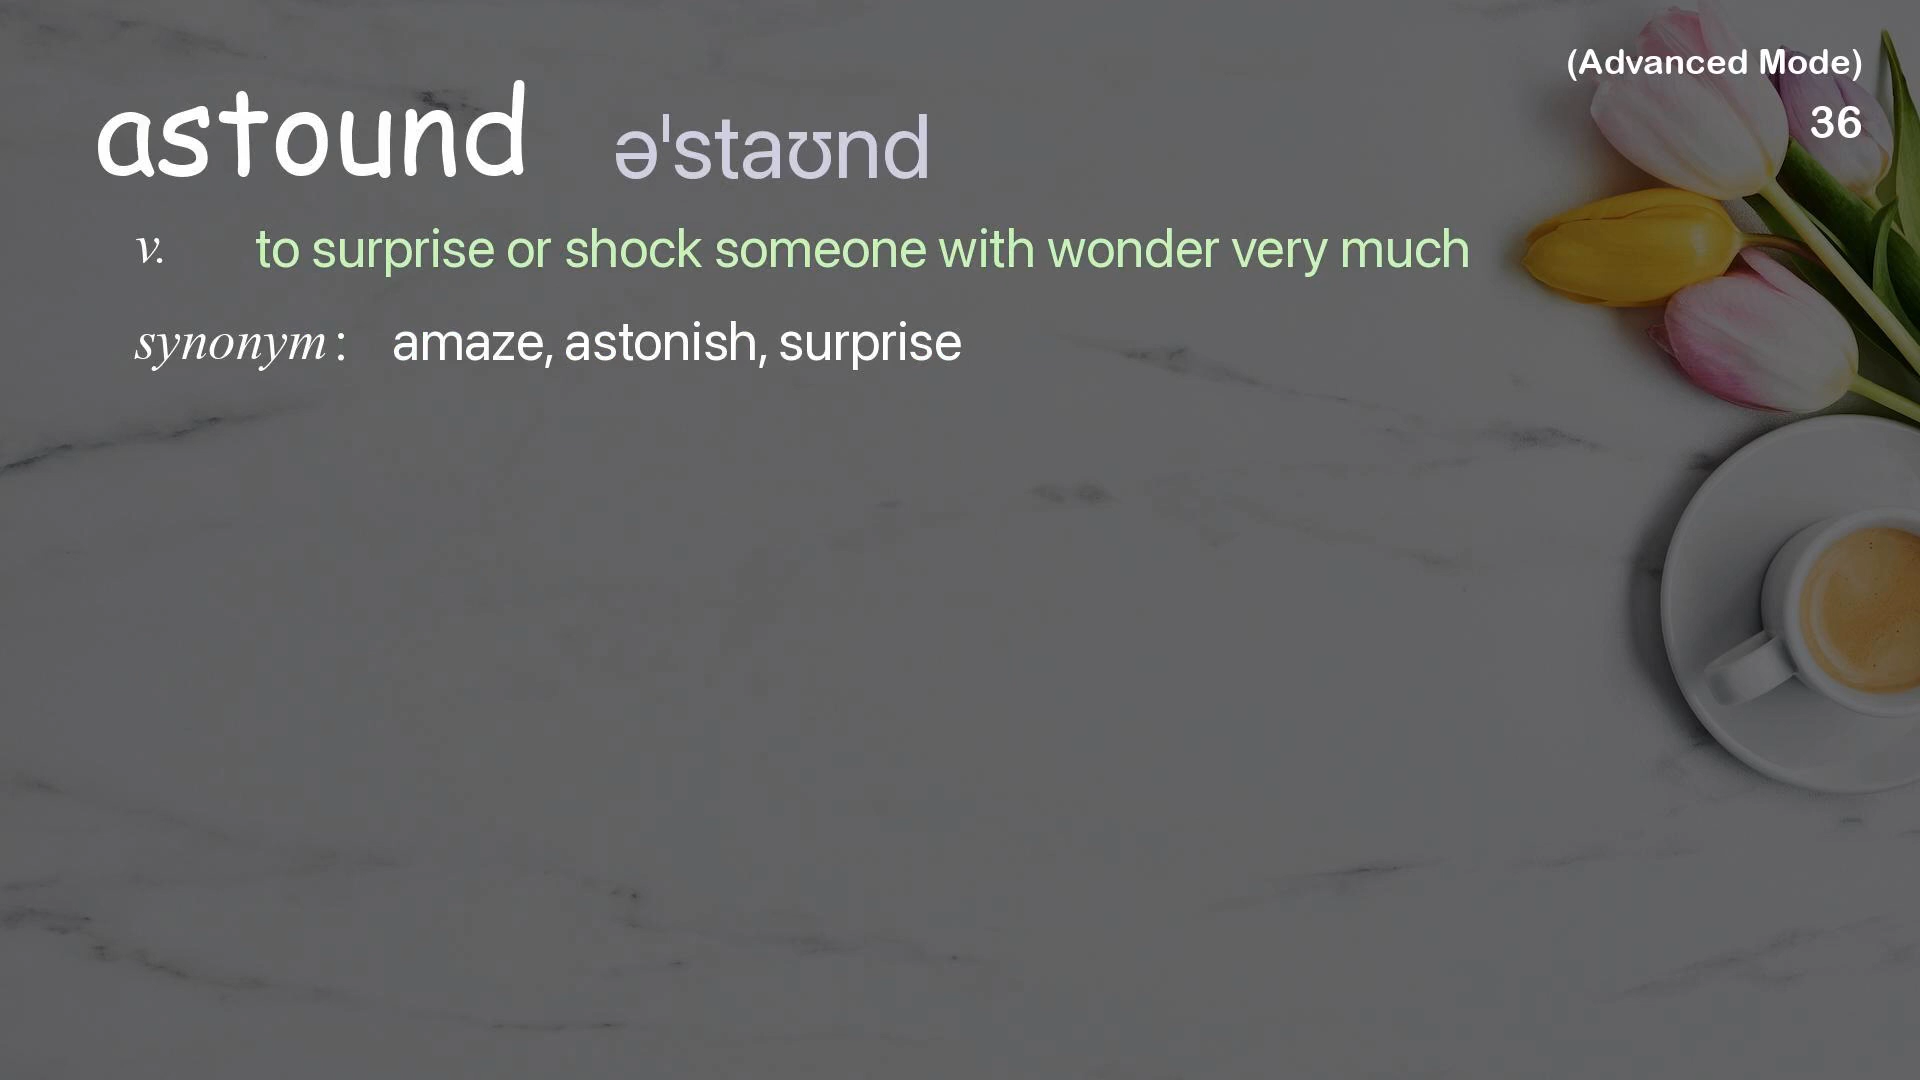 (Advanced Mode)
36
astound əˈstaʊnd
v. to surprise or shock someone with wonder very much
synonym: amaze, astonish, surprise